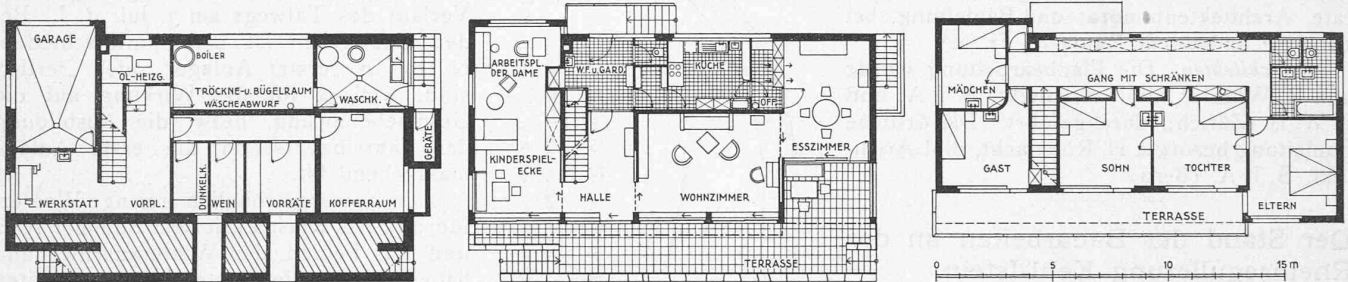 GARAGE
ÖL-HEIZG.
BOILER
TRÖCKNE-U. BÜGELRAUM
WÄSCHEABWURF
WASCHK.
GERÄTE
WERKSTATT
VORPL.
DUNKELK.
WEIN
VORRÄTE
KOFFERRAUM
ARBEITSPL.
DER DAME
W.F. u. GARD.
KÜCHE
OFF.
KINDERSPIEL-
ECKE
HALLE
WOHNZIMMER
ESSZIMMER
TERRASSE
MÄDCHEN
GANG MIT SCHRÄNKEN
GAST
SOHN
TOCHTER
ELTERN
TERRASSE
0 5 10 15 m